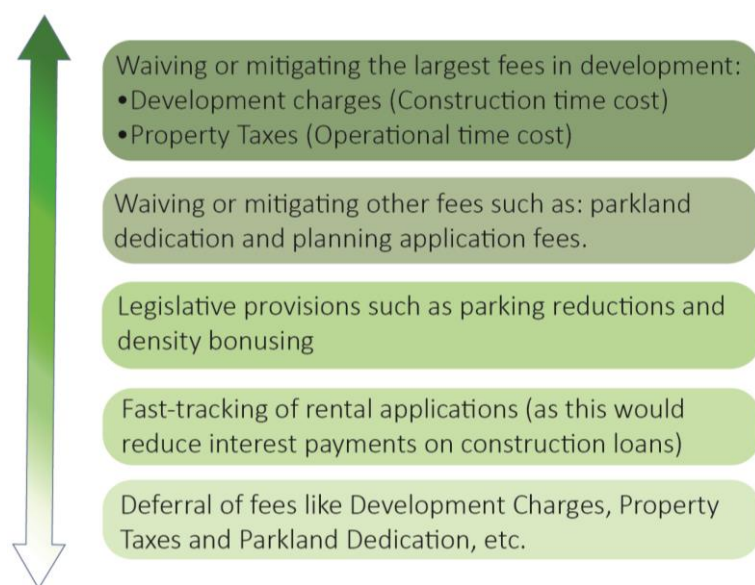 Waiving or mitigating the largest fees in development:
•Development charges (Construction time cost)
•Property Taxes (Operational time cost)
Waiving or mitigating other fees such as: parkland
dedication and planning application fees.
Legislative provisions such as parking reductions and
density bonusing
Fast-tracking of rental applications (as this would
reduce interest payments on construction loans)
Deferral of fees like Development Charges, Property
Taxes and Parkland Dedication, etc.